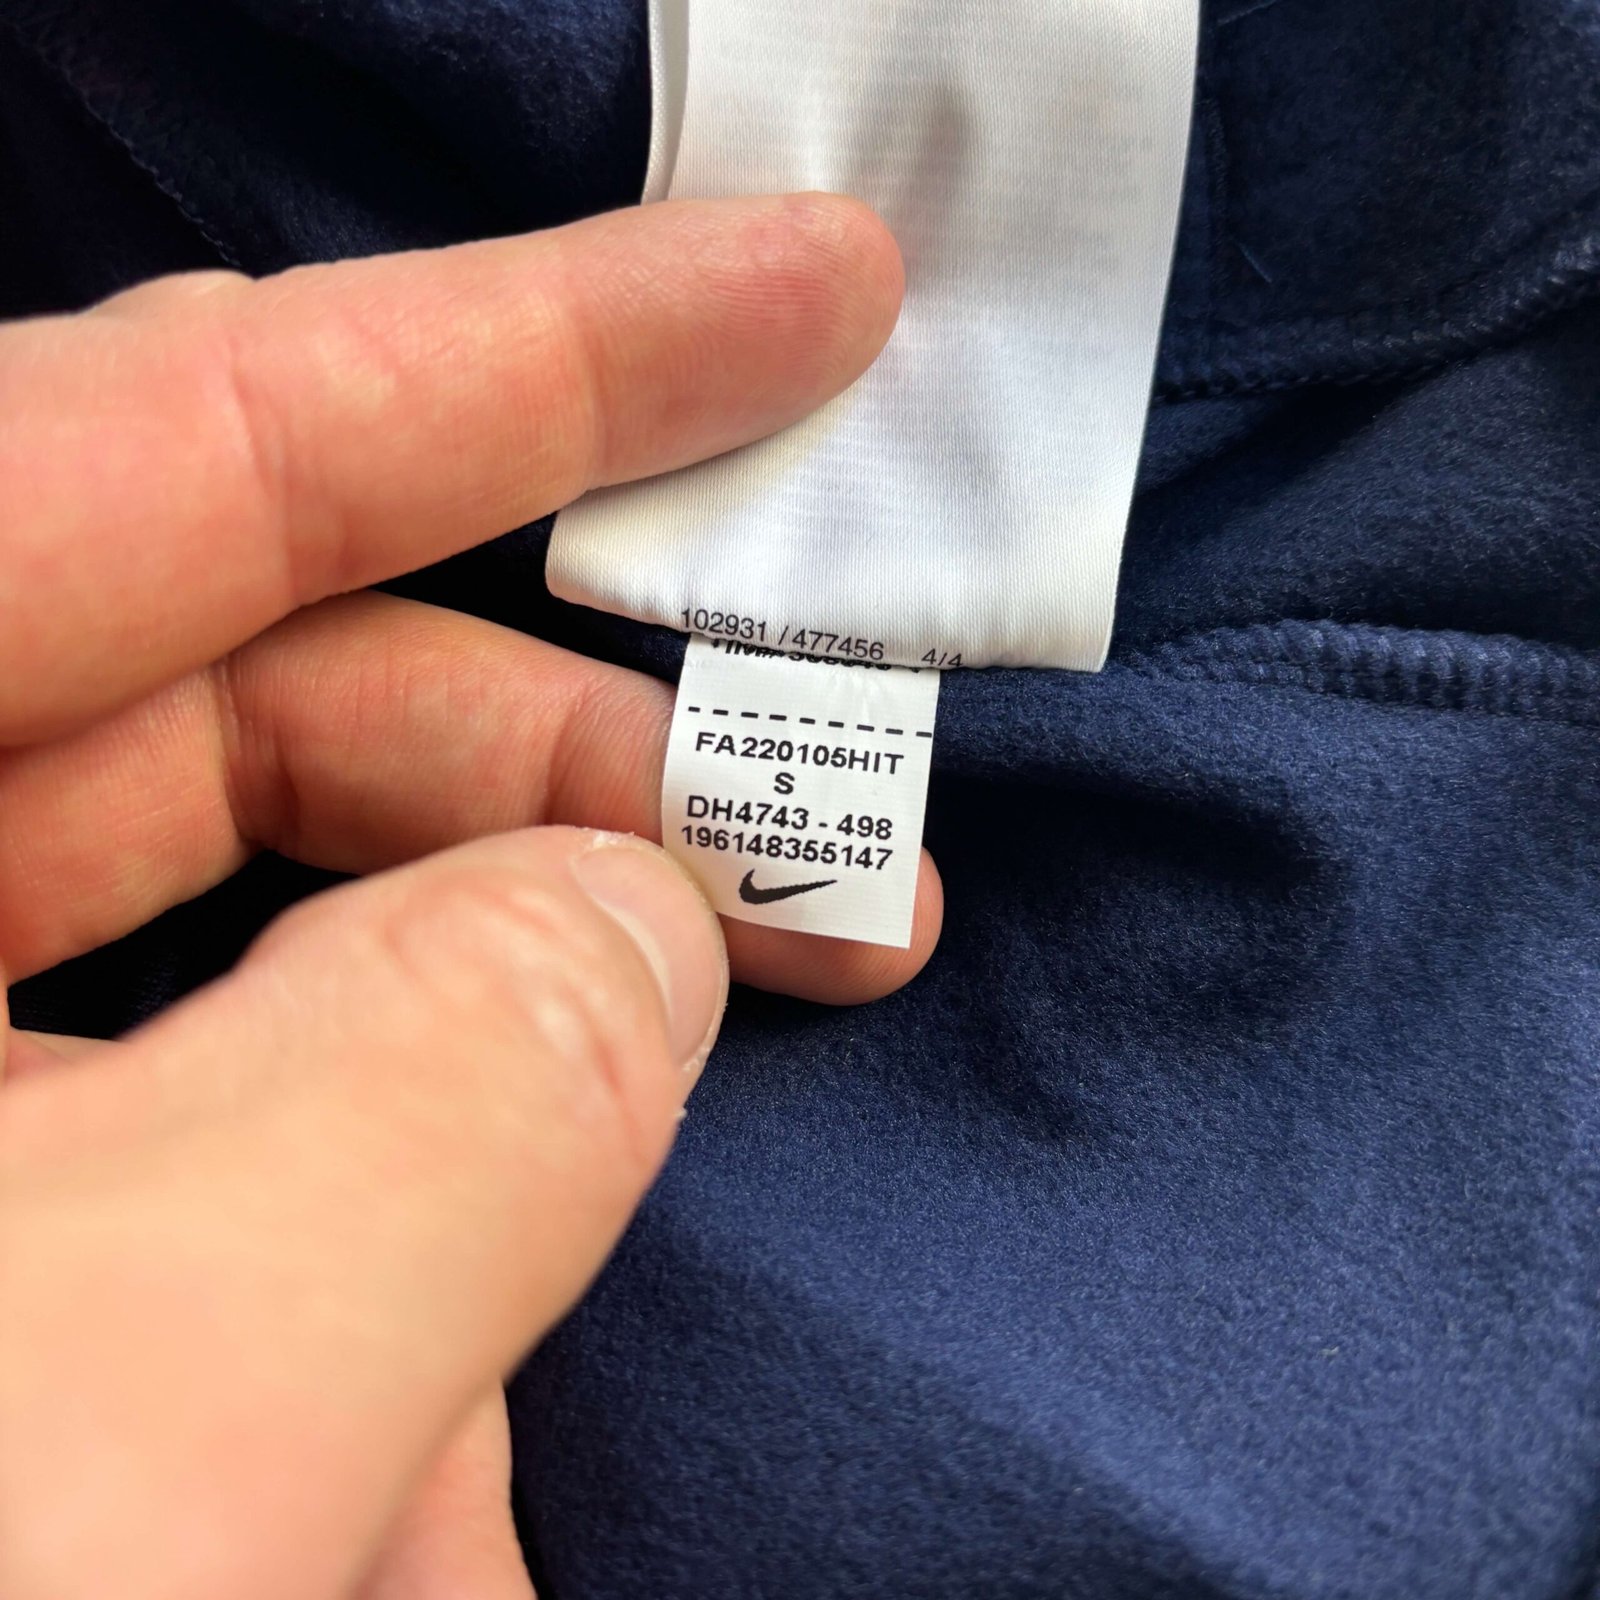 102931 / 477456 4/4
FA220105HIT
S
DH4743 - 498
196148355147